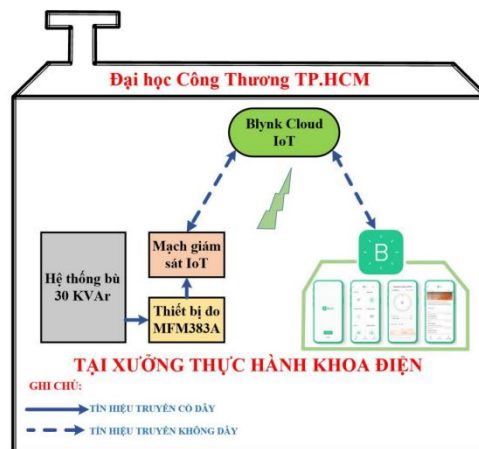 Đại học Công Thương TP.HCM
Blynk Cloud
IoT
Mạch giám
sát IoT
B
Hệ thống bù
30 KVAr
Thiết bị đo
MFM383A
TẠI XƯỞNG THỰC HÀNH KHOA ĐIỆN
GHI CHỦ:
TÍN HIỆU TRUYỀN CÓ DÂY
TÍN HIỆU TRUYỀN KHÔNG DÂY